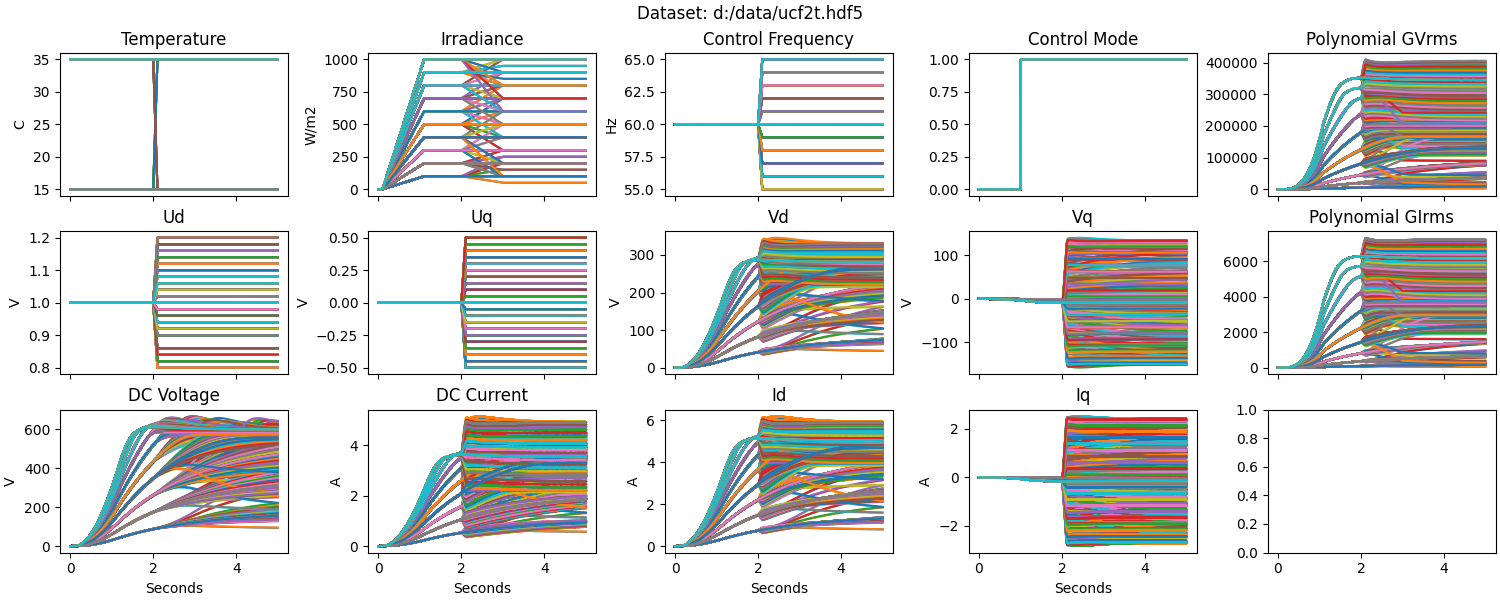 Dataset: d:/data/ucf2t.hdf5
Temperature
Irradiance
Control Frequency
Control Mode
Polynomial GVrms
C
35
30
25
20
15
W/m2
1000
750
500
250
0
Hz
65.0
62.5
60.0
57.5
55.0
1.00
0.75
0.50
0.25
0.00
400000
300000
200000
100000
0
Ud
Uq
Vd
Vq
Polynomial GIrms
V
1.2
1.1
1.0
0.9
0.8
V
0.50
0.25
0.00
−0.25
−0.50
V
300
200
100
0
V
100
0
−100
6000
4000
2000
0
DC Voltage
DC Current
Id
Iq
V
600
400
200
0
A
4
2
0
A
6
4
2
0
A
2
0
−2
1.0
0.8
0.6
0.4
0.2
0.0
0 2 4
0 2 4
0 2 4
0 2 4
0 2 4
Seconds
Seconds
Seconds
Seconds